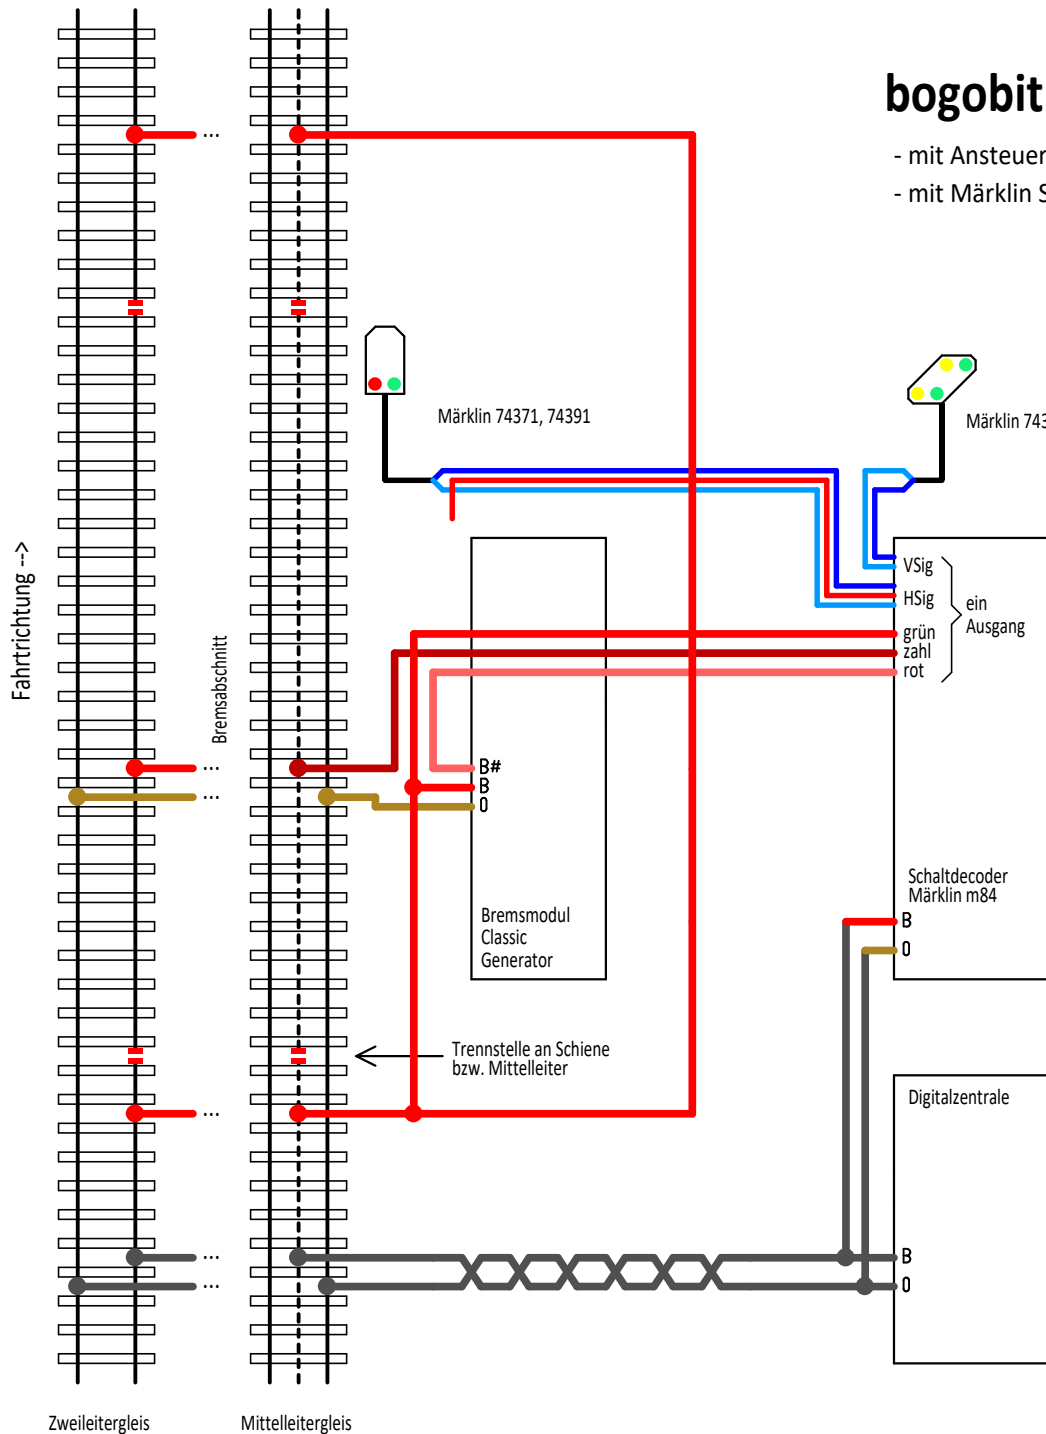 bogobit
- mit Ansteuer
- mit Märklin S
Märklin 74371, 74391
Märklin 743
Fahrtrichtung -->
Bremsabschnitt
VSig
HSig
ein
Ausgang
grün
zahl
rot
...
...
B#
B
0
...
Bremsmodul
Classic
Generator
Schaltdecoder
Märklin m84
B
0
Trennstelle an Schiene
bzw. Mittelleiter
Digitalzentrale
...
...
B
...
0
Zweileitergleis
Mittelleitergleis